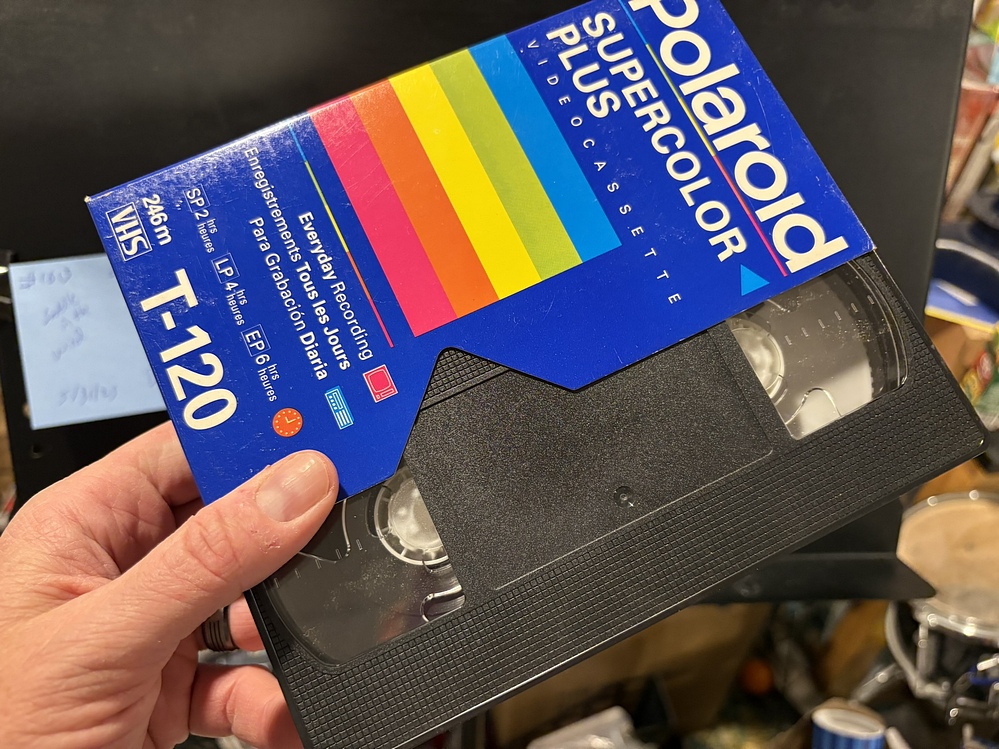 Polaroid
SUPERCOLOR
PLUS
VIDEOCASSETTE
Everyday Recording
Enregistrements Tous les Jours
Para Grabación Diaria
SP 2 hrs heures LP 4 hrs heures EP 6 hrs heures
246m
VHS T-120